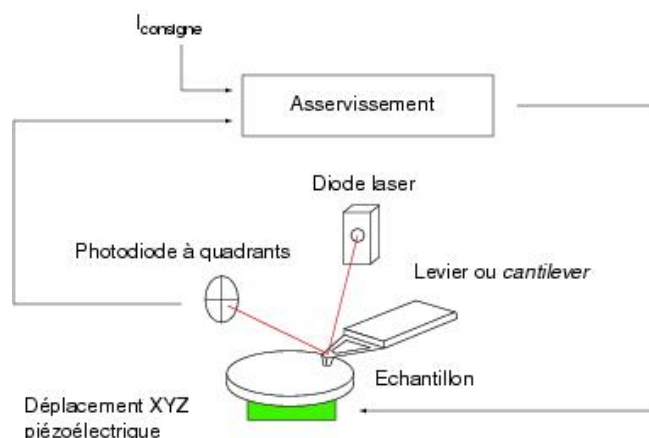 Iconsigne
Asservissement
Diode laser
Photodiode à quadrants
Levier ou cantilever
Echantillon
Déplacement XYZ
piézoélectrique